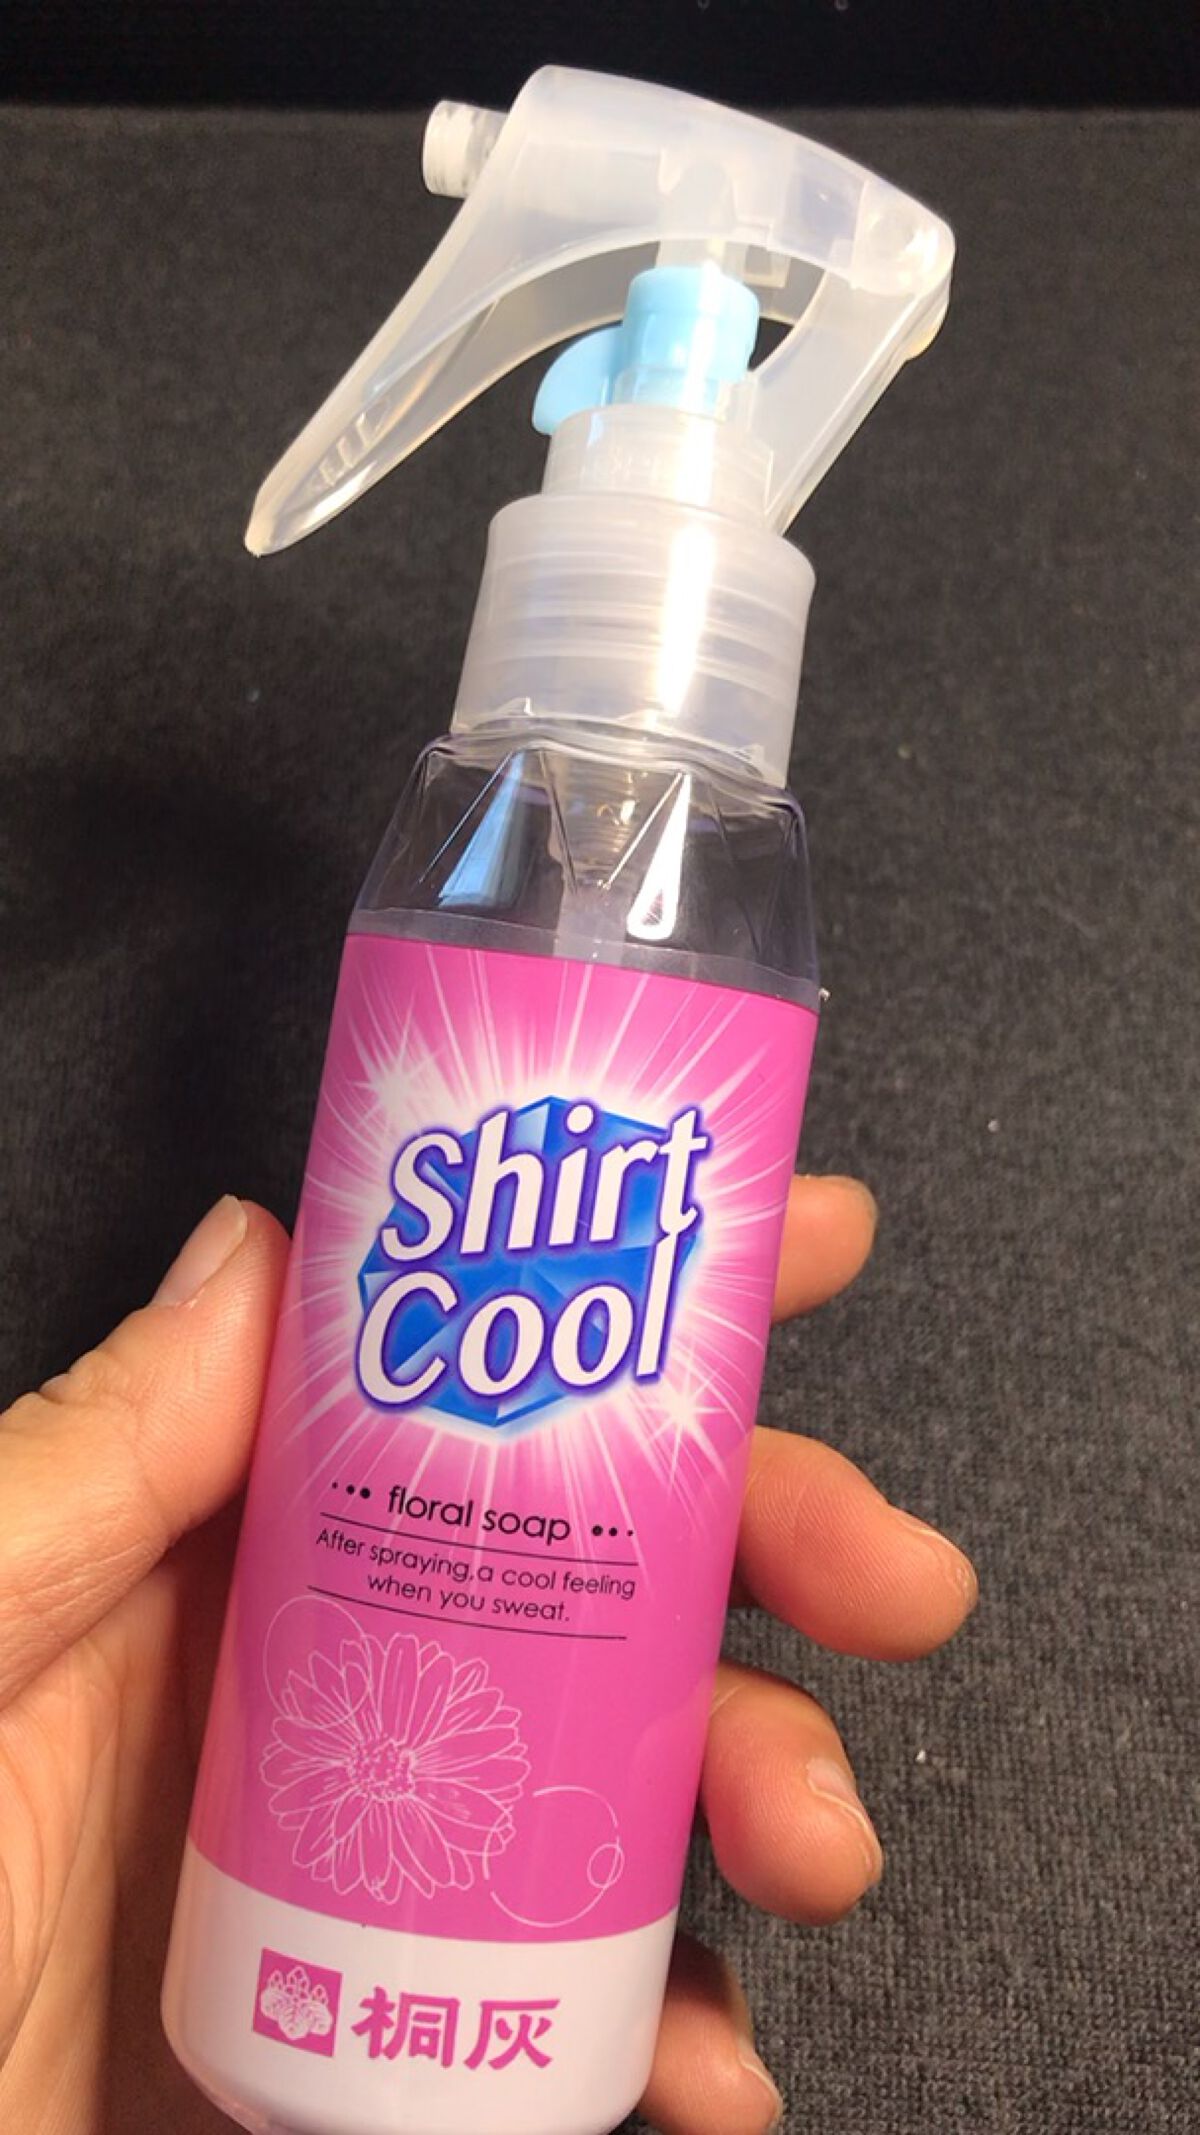 Shirt
Cool
floral soap
After spraying,a cool feeling
when you sweat.
桐灰